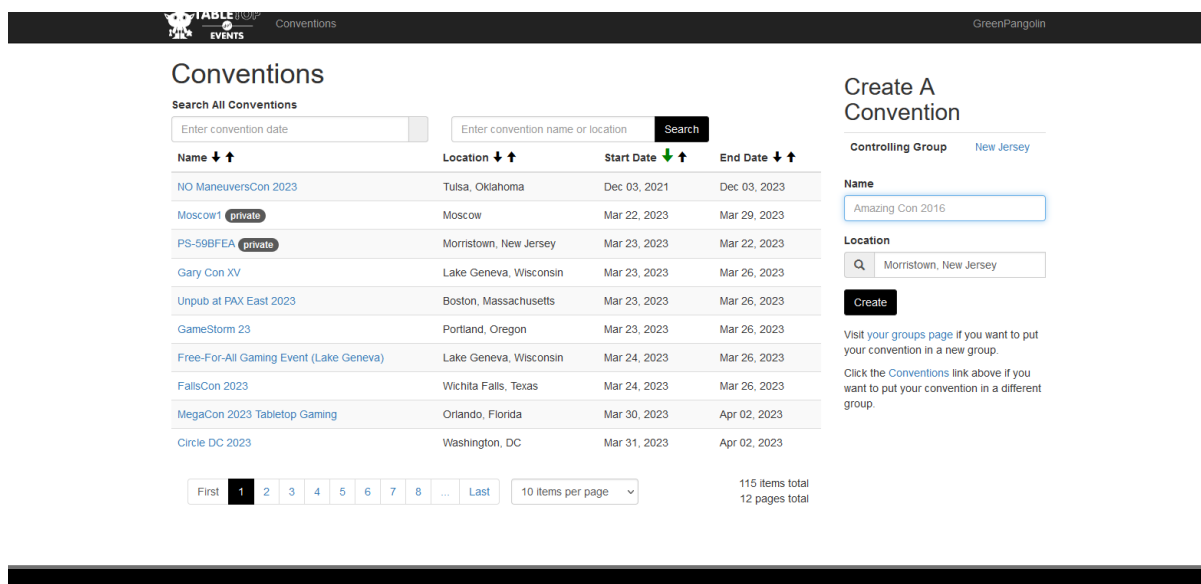 TABLETOP
EVENTS
Conventions
GreenPangolin
Conventions
Search All Conventions
Enter convention date
Enter convention name or location
Search
Name Location Start Date End Date
NO ManeuversCon 2023 Tulsa, Oklahoma Dec 03, 2021 Dec 03, 2023
Moscow1 private Moscow Mar 22, 2023 Mar 29, 2023
PS-59BFEA private Morristown, New Jersey Mar 23, 2023 Mar 22, 2023
Gary Con XV Lake Geneva, Wisconsin Mar 23, 2023 Mar 26, 2023
Unpub at PAX East 2023 Boston, Massachusetts Mar 23, 2023 Mar 26, 2023
GameStorm 23 Portland, Oregon Mar 23, 2023 Mar 26, 2023
Free-For-All Gaming Event (Lake Geneva) Lake Geneva, Wisconsin Mar 24, 2023 Mar 26, 2023
FallsCon 2023 Wichita Falls, Texas Mar 24, 2023 Mar 26, 2023
MegaCon 2023 Tabletop Gaming Orlando, Florida Mar 30, 2023 Apr 02, 2023
Circle DC 2023 Washington, DC Mar 31, 2023 Apr 02, 2023
First 1 2 3 4 5 6 7 8 ... Last
10 items per page
115 items total
12 pages total
Create A
Convention
Controlling Group New Jersey
Name
Amazing Con 2016
Location
Morristown, New Jersey
Create
Visit your groups page if you want to put
your convention in a new group.
Click the Conventions link above if you
want to put your convention in a different
group.